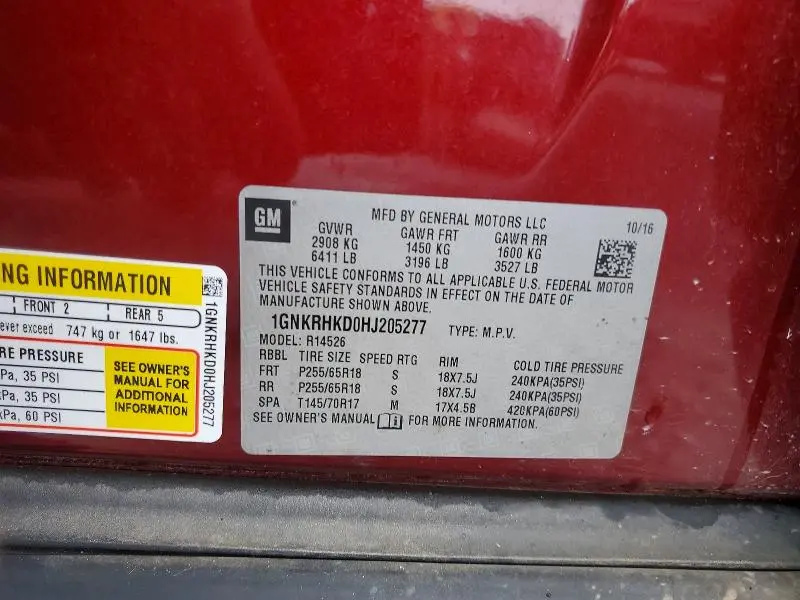 NG INFORMATION
FRONT 2 REAR 5
ever exceed 747 kg or 1647 lbs.
RE PRESSURE
Pa, 35 PSI
Pa, 35 PSI
kPa, 60 PSI
SEE OWNER'S
MANUAL FOR
ADDITIONAL
INFORMATION
1GNKRHKD0HJ205277
GM
MFD BY GENERAL MOTORS LLC
10/16
GVWR GAWR FRT GAWR RR
2908 KG 1450 KG 1600 KG
6411 LB 3196 LB 3527 LB
THIS VEHICLE CONFORMS TO ALL APPLICABLE U.S. FEDERAL MOTOR
VEHICLE SAFETY STANDARDS IN EFFECT ON THE DATE OF
MANUFACTURE SHOWN ABOVE.
1GNKRHKD0HJ205277 TYPE: M.P.V.
MODEL: R14526
RBBL TIRE SIZE SPEED RTG RIM COLD TIRE PRESSURE
FRT P255/65R18 S 18X7.5J 240KPA(35PSI)
RR P255/65R18 S 18X7.5J 240KPA(35PSI)
SPA T145/70R17 M 17X4.5B 420KPA(60PSI)
SEE OWNER'S MANUAL FOR MORE INFORMATION.